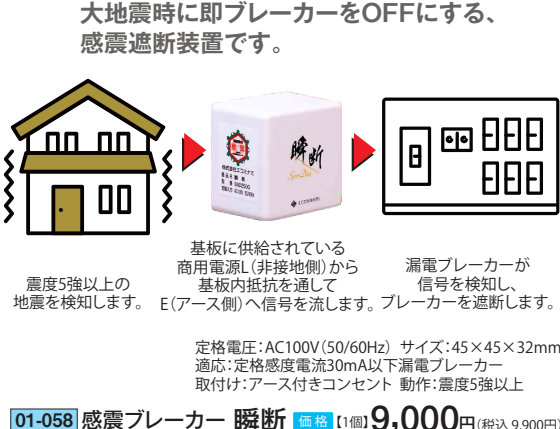 大地震時に即ブレーカーをOFFにする、
感震遮断装置です。
瞬断
震度5強以上の
地震を検知します。
基板に供給されている
商用電源L(非接地側)から
基板内抵抗を通して
E(アース側)へ信号を流します。
漏電ブレーカーが
信号を検知し、
ブレーカーを遮断します。
定格電圧:AC100V(50/60Hz) サイズ:45×45×32mm
適応:定格感度電流30mA以下漏電ブレーカー
取付け:アース付きコンセント 動作:震度5強以上
01-058 感震ブレーカー 瞬断 価格【1個】9,000円(税込 9,900円)